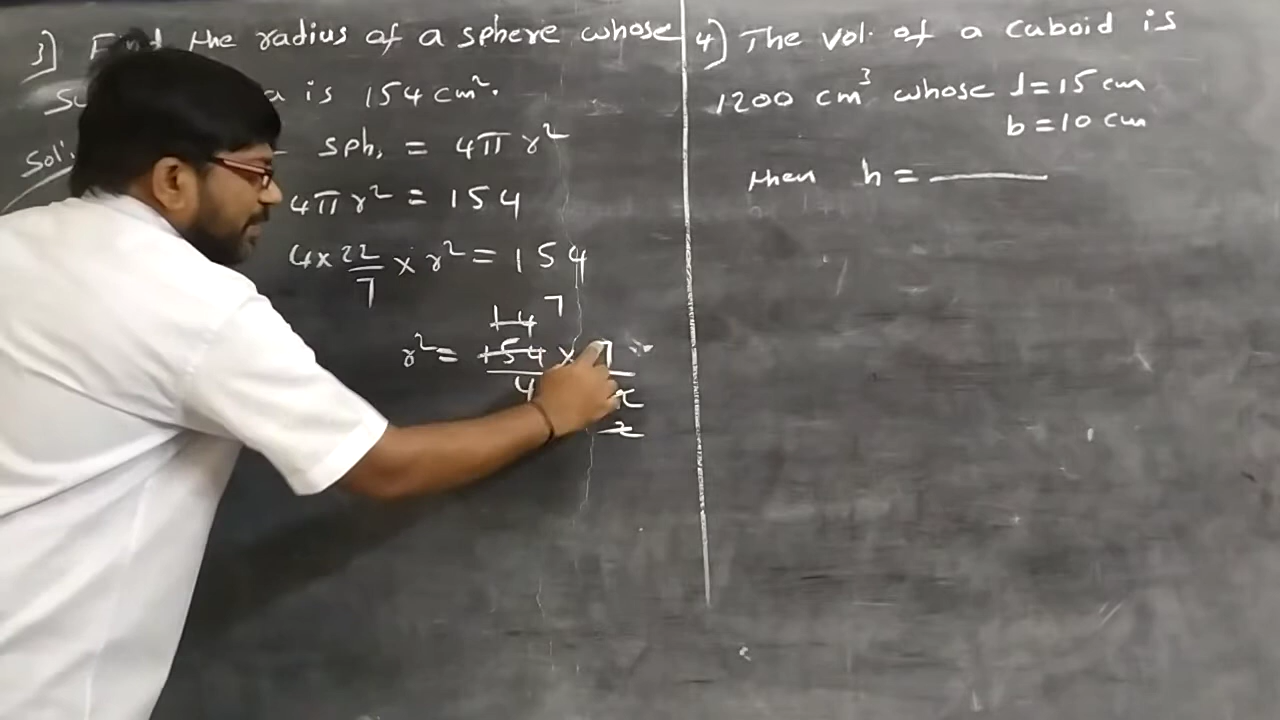 3) Find the radius of a sphere whose
is 154 cm².
Sol:
sph, = 4π r²
4π r² = 154
4 × 22/7 × r² = 154
14 7
r² = 154 × 7
4
2
4) The vol. of a cuboid is
1200 cm³ whose l = 15 cm
b = 10 cm
then h = ______